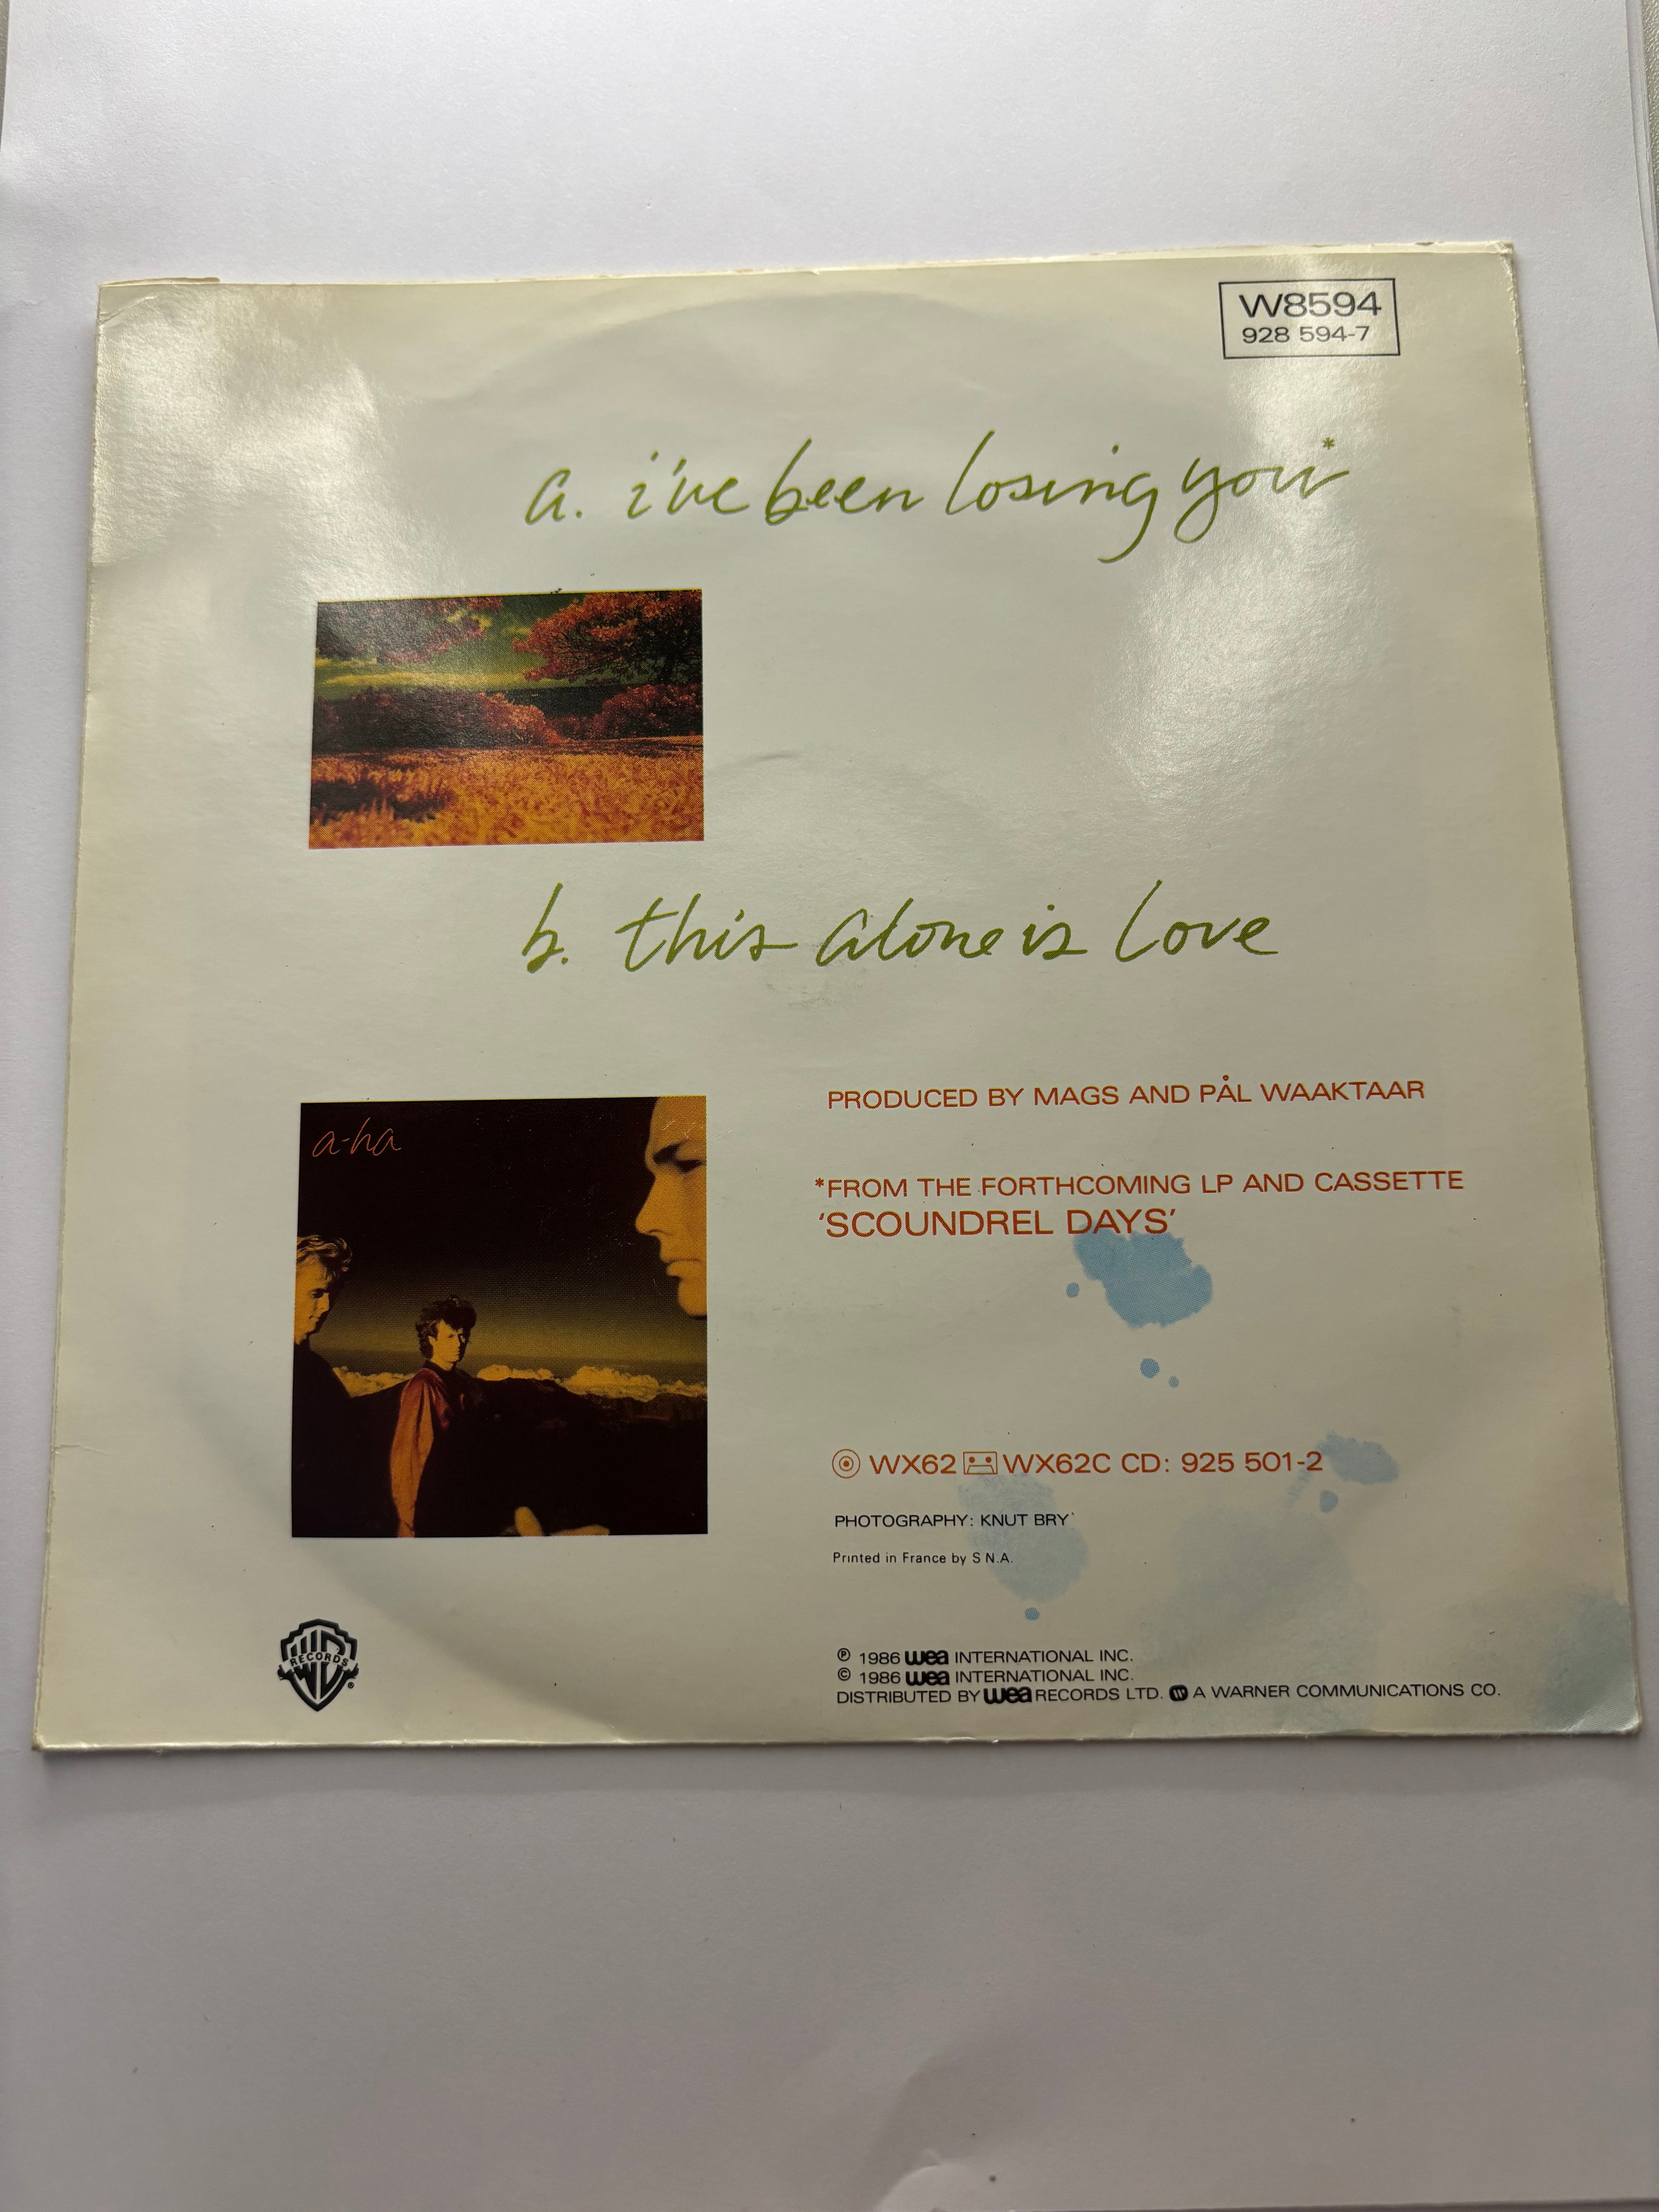 W8594
928 594-7
a. i've been losing you*
b. this alone is love
a-ha
PRODUCED BY MAGS AND PÅL WAAKTAAR
*FROM THE FORTHCOMING LP AND CASSETTE
'SCOUNDREL DAYS'
WX62 WX62C CD: 925 501-2
PHOTOGRAPHY: KNUT BRY
Printed in France by S N.A.
RECORDS
®
℗ 1986 wea INTERNATIONAL INC.
© 1986 wea INTERNATIONAL INC.
DISTRIBUTED BY wea RECORDS LTD. A WARNER COMMUNICATIONS CO.